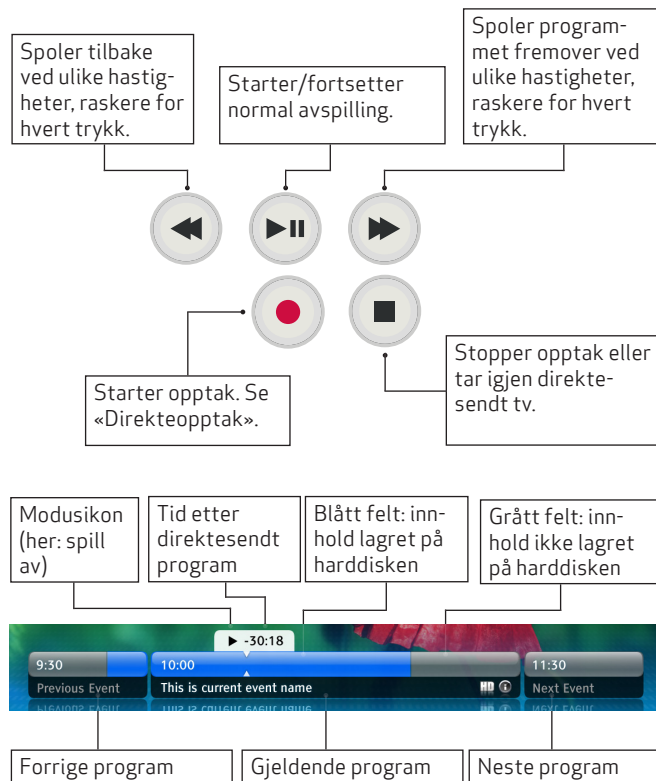 Spoler tilbake
ved ulike hastig-
heter, raskere for
hvert trykk.
Starter/fortsetter
normal avspilling.
Spoler program-
met fremover ved
ulike hastigheter,
raskere for hvert
trykk.
Starter opptak. Se
«Direkteopptak».
Stopper opptak eller
tar igjen direkte-
sendt tv.
Modusikon
(her: spill
av)
Tid etter
direktesendt
program
Blått felt: inn-
hold lagret på
harddisken
Grått felt: inn-
hold ikke lagret
på harddisken
-30:18
9:30
10:00
11:30
Previous Event
This is current event name
HD
Next Event
Forrige program
Gjeldende program
Neste program